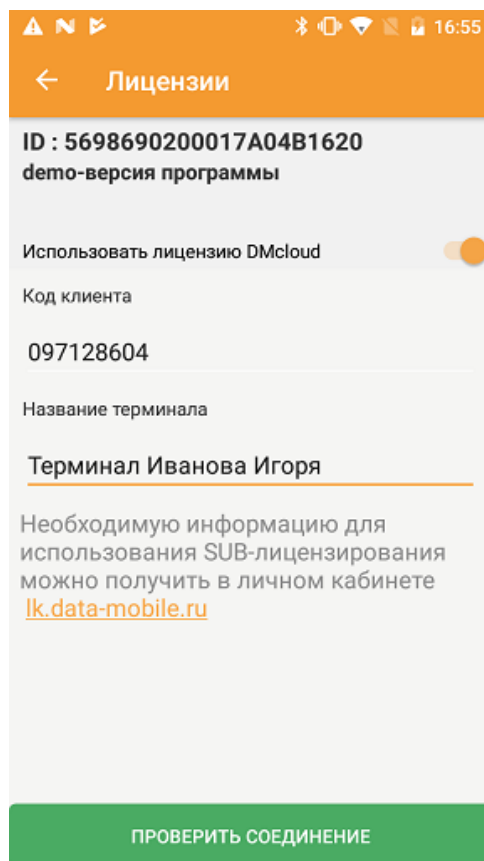 16:55
Лицензии
ID : 5698690200017A04B1620
demo-версия программы
Использовать лицензию DMcloud
Код клиента
097128604
Название терминала
Терминал Иванова Игоря
Необходимую информацию для
использования SUB-лицензирования
можно получить в личном кабинете
lk.data-mobile.ru
ПРОВЕРИТЬ СОЕДИНЕНИЕ